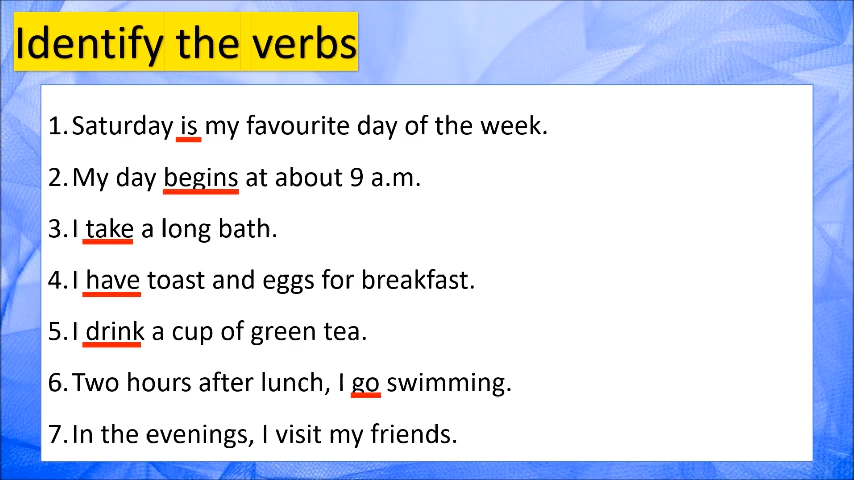 Identify the verbs
1. Saturday is my favourite day of the week.
2. My day begins at about 9 a.m.
3. I take a long bath.
4. I have toast and eggs for breakfast.
5. I drink a cup of green tea.
6. Two hours after lunch, I go swimming.
7. In the evenings, I visit my friends.